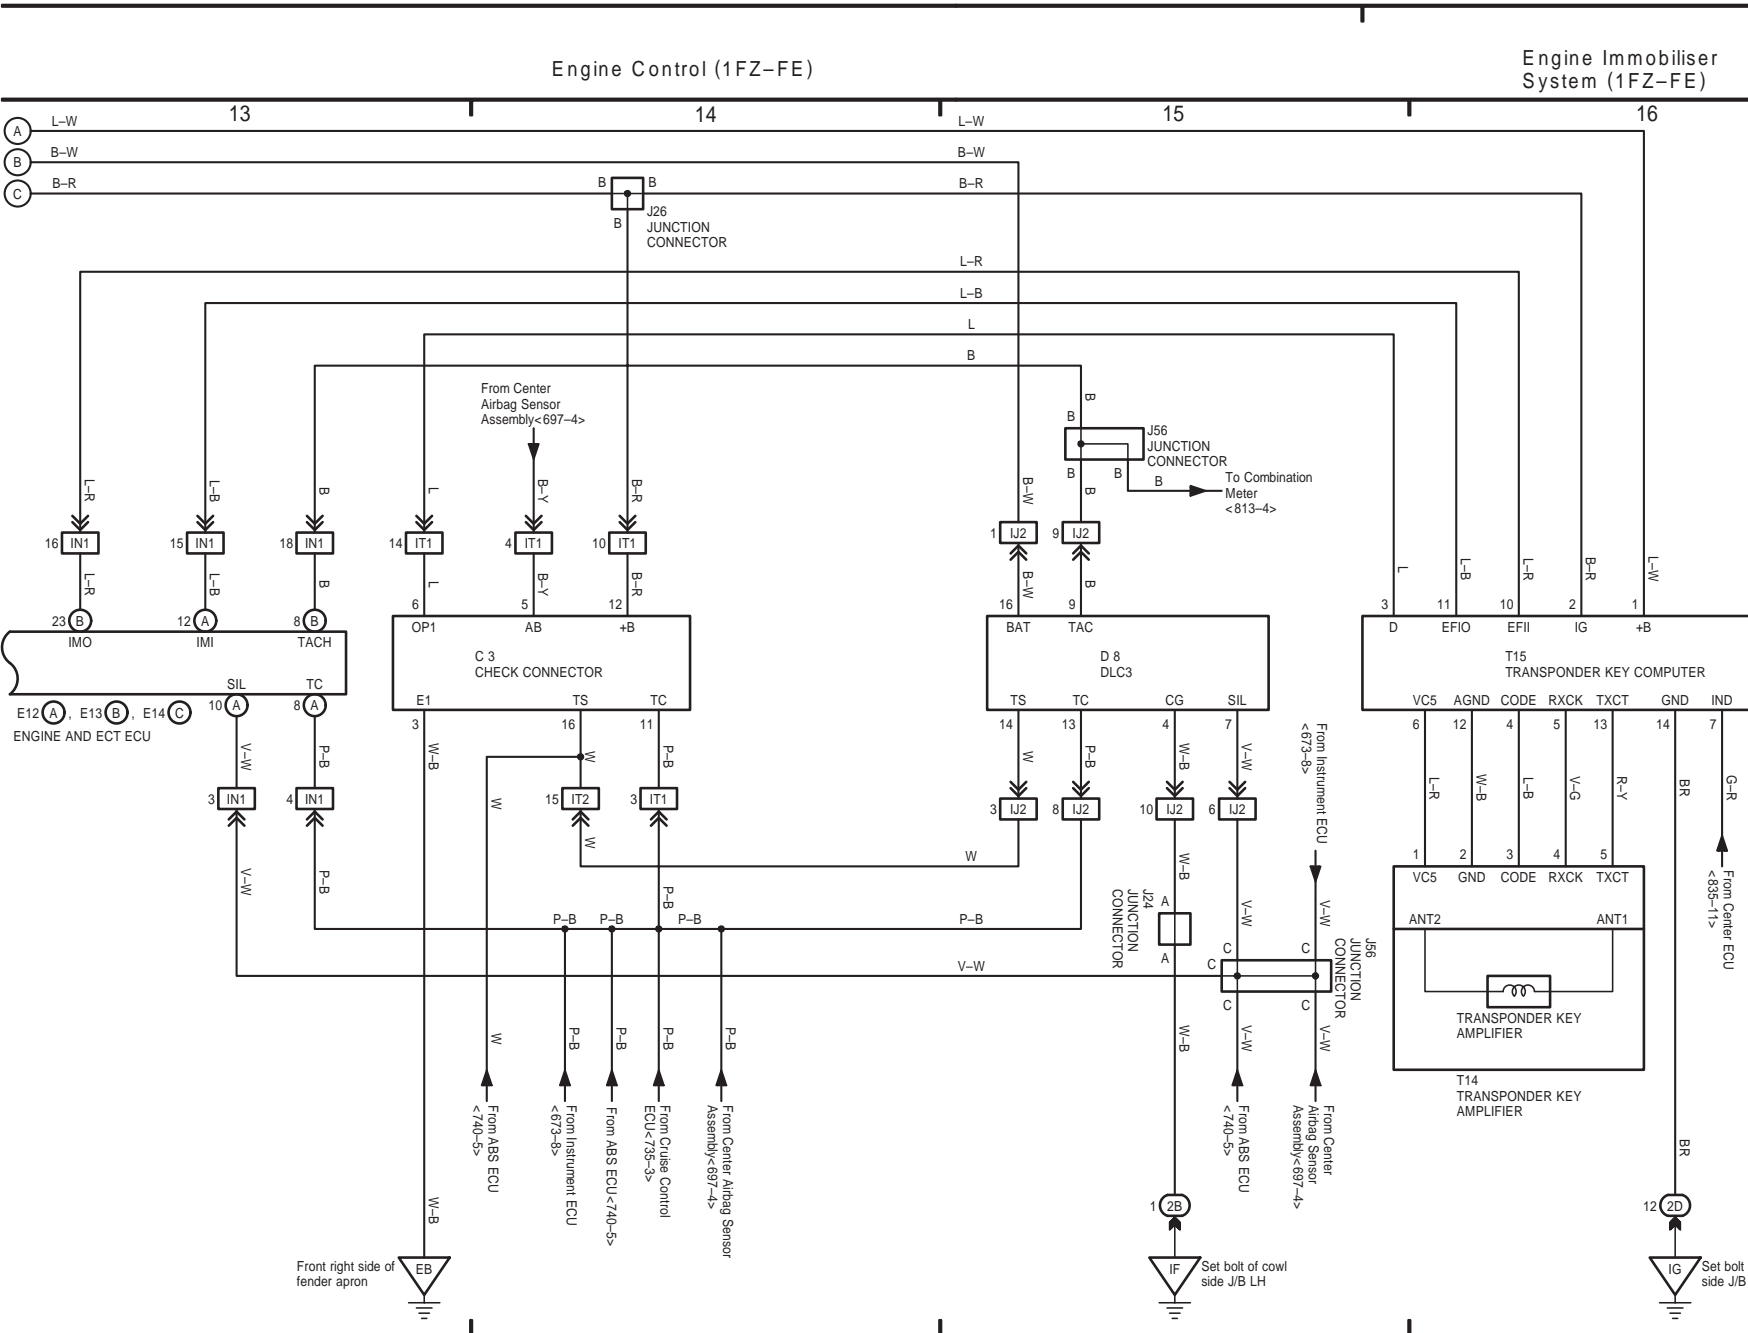 Engine Control (1FZ–FE)
Engine Immobiliser
System (1FZ–FE)
13
14
15
16
A
L–W
L–W
B
B–W
B–W
C
B–R
B
B
B–R
B
J26
JUNCTION
CONNECTOR
L–R
L–B
L
B
From Center
Airbag Sensor
Assembly<697–4>
B
B
J56
JUNCTION
CONNECTOR
B
B
B
B
To Combination
Meter
<813–4>
L–R
L–B
B
L
B–Y
B–R
B–W
16 IN1
15 IN1
18 IN1
14 IT1
4 IT1
10 IT1
1 IJ2
9 IJ2
L–R
L–B
B
L
B–Y
B–R
B–W
B
L
L–B
L–R
B–R
L–W
23 B
12 A
8 B
6
5
12
16
9
3
11
10
2
1
IMO
IMI
TACH
OP1
AB
+B
BAT
TAC
D
EFIO
EFII
IG
+B
C 3
CHECK CONNECTOR
D 8
DLC3
T15
TRANSPONDER KEY COMPUTER
SIL
TC
E1
TS
TC
TS
TC
CG
SIL
VC5
AGND
CODE
RXCK
TXCT
GND
IND
E12 A , E13 B , E14 C
ENGINE AND ECT ECU
10 A
8 A
3
16
11
14
13
4
7
6
12
4
5
13
14
7
V–W
P–B
W–B
W
W
P–B
W
P–B
W–B
V–W
From Instrument ECU
<673–8>
L–R
W–B
L–B
V–G
R–Y
BR
G–R
3 IN1
4 IN1
15 IT2
3 IT1
3 IJ2
8 IJ2
10 IJ2
6 IJ2
W
W
V–W
P–B
P–B
W–B
1
2
3
4
5
VC5
GND
CODE
RXCK
TXCT
From Center ECU
<835–11>
ANT2
ANT1
P–B
P–B
P–B
P–B
V–W
J24
JUNCTION
CONNECTOR
A
A
V–W
V–W
C
C
C
C
C
J56
JUNCTION
CONNECTOR
TRANSPONDER KEY
AMPLIFIER
W
P–B
P–B
P–B
P–B
W–B
V–W
V–W
T14
TRANSPONDER KEY
AMPLIFIER
From ABS ECU
<740–5>
From Instrument ECU
<673–8>
From ABS ECU<740–5>
From Cruise Control
ECU<735–3>
From Center Airbag Sensor
Assembly<697–4>
From ABS ECU
<740–5>
From Center
Airbag Sensor
Assembly<697–4>
BR
W–B
1 2B
12 2D
Front right side of
fender apron
EB
IF
Set bolt of cowl
side J/B LH
IG
Set bolt
side J/B